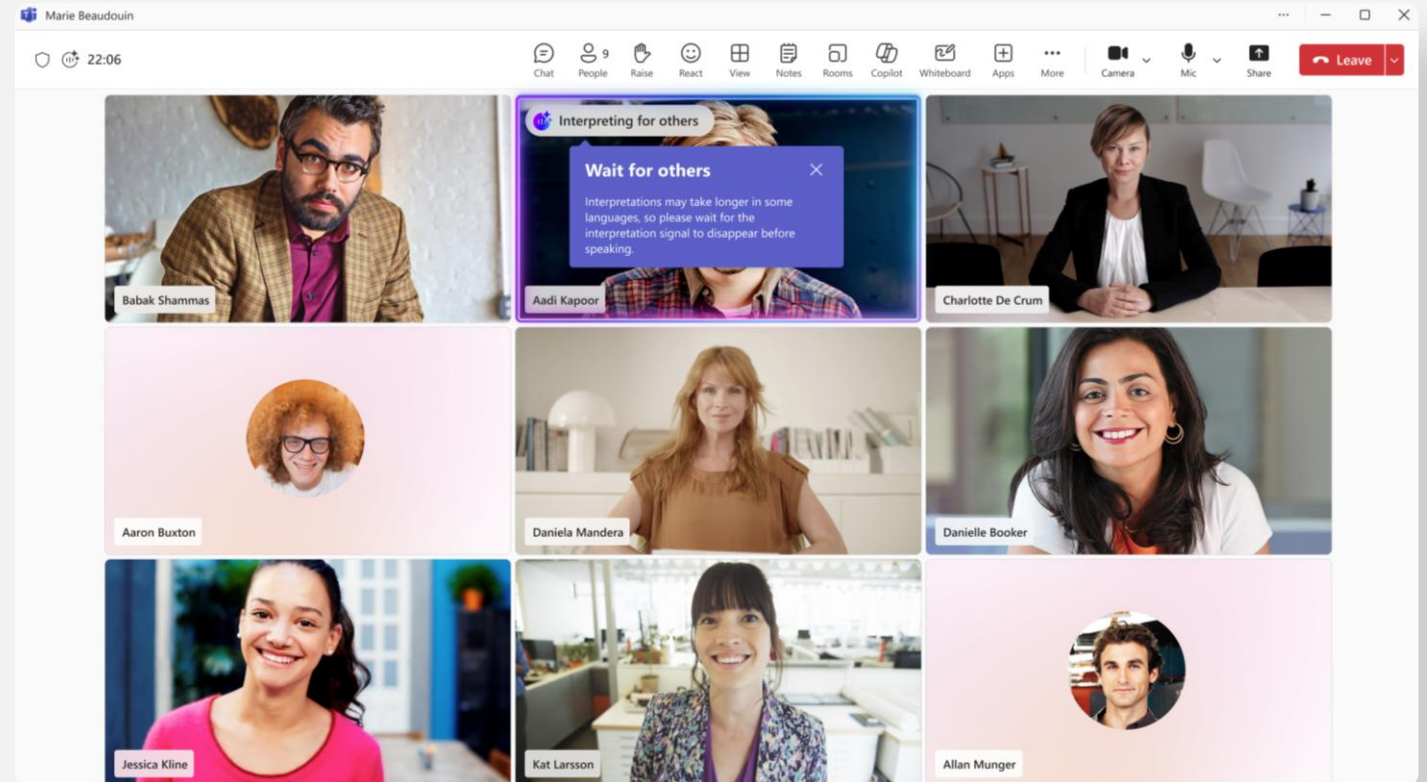 Marie Beaudouin
22:06
9
Chat People Raise React View Notes Rooms Copilot Whiteboard Apps More Camera Mic Share Leave
Interpreting for others
Wait for others
Interpretations may take longer in some
languages, so please wait for the
interpretation signal to disappear before
speaking.
Babak Shammas
Aadi Kapoor
Charlotte De Crum
Aaron Buxton
Daniela Mandera
Danielle Booker
Jessica Kline
Kat Larsson
Allan Munger